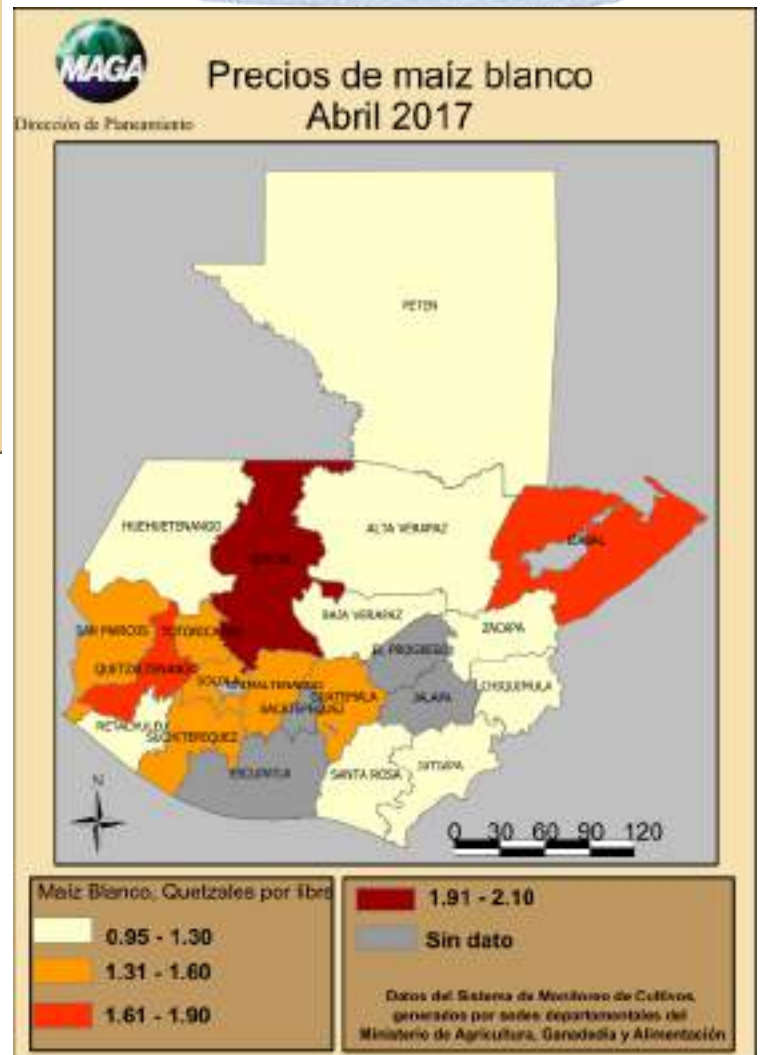 MAGA
Dirección de Planeamiento
Precios de maíz blanco
Abril 2017
PETEN
HUEHUETENANGO
ALTA VERAPAZ
IZABAL
BAJA VERAPAZ
ZACAPA
SAN MARCOS
EL PROGRESO
QUETZALTENANGO
CHIQUIMULA
SOLOLA
CHIMALTENANGO
GUATEMALA
JALAPA
SACATEPEQUEZ
RETALHULEU
SUCHITEPEQUEZ
ESCUINTLA
SANTA ROSA
JUTIAPA
N
0 30 60 90 120
Maíz Blanco, Quetzales por libra
0.95 - 1.30
1.31 - 1.60
1.61 - 1.90
1.91 - 2.10
Sin dato
Datos del Sistema de Monitoreo de Cultivos,
generados por sedes departamentales del
Ministerio de Agricultura, Ganadedia y Alimentación